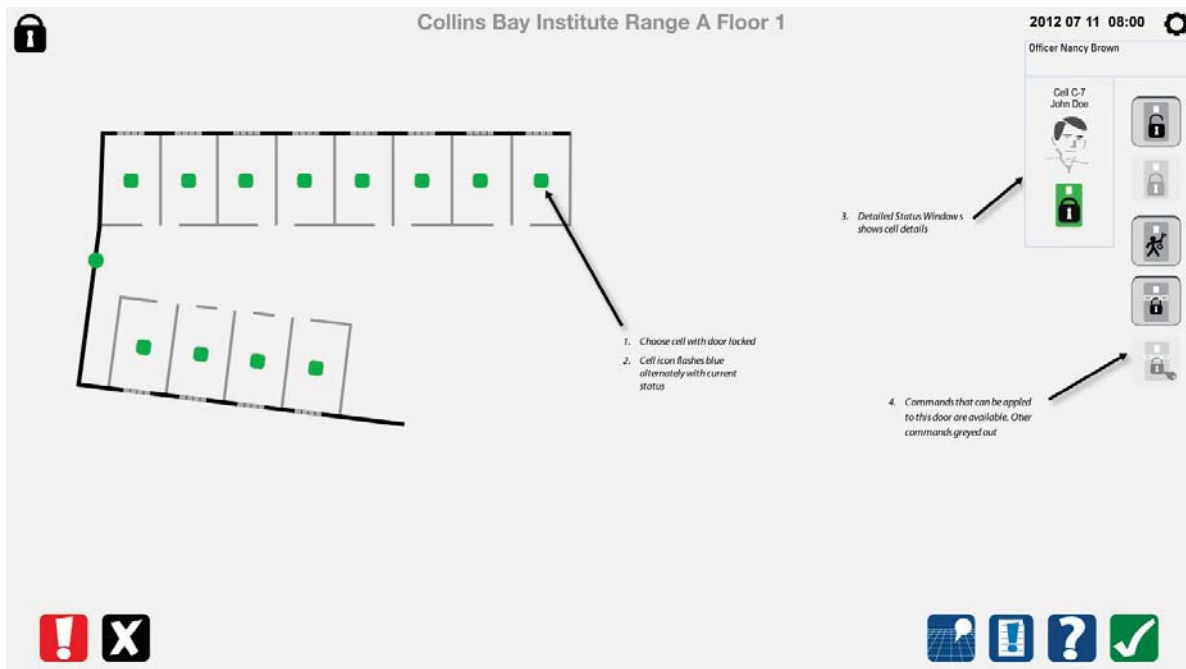 Collins Bay Institute Range A Floor 1
2012 07 11 08:00
Officer Nancy Brown
Cell C-7
John Doe
3. Detailed Status Window s
shows cell details
1. Choose cell with door locked
2. Cell icon flashes blue
alternately with current
status
4. Commands that can be appled
to this door are available. Otier
commands greyed out